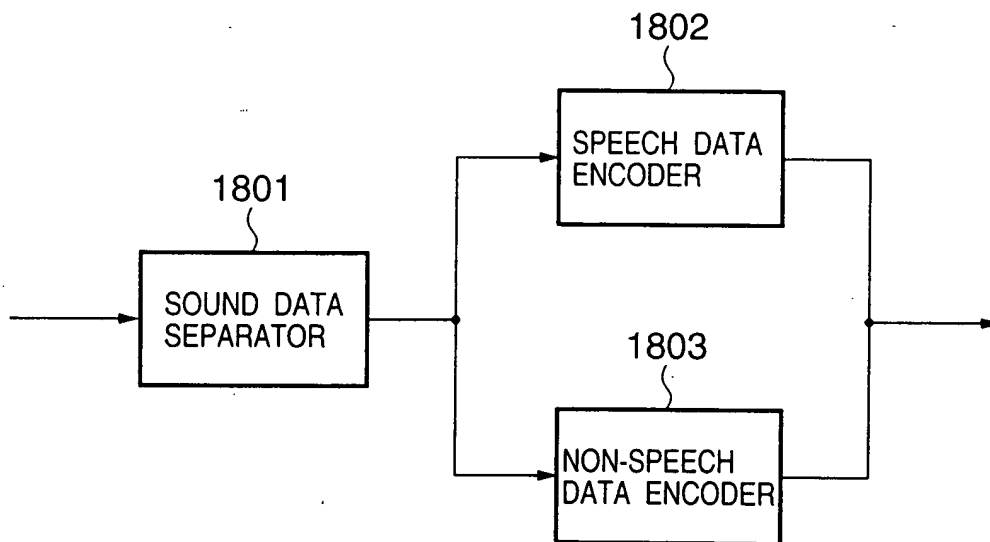 1802
SPEECH DATA
ENCODER
1801
SOUND DATA
SEPARATOR
1803
NON-SPEECH
DATA ENCODER